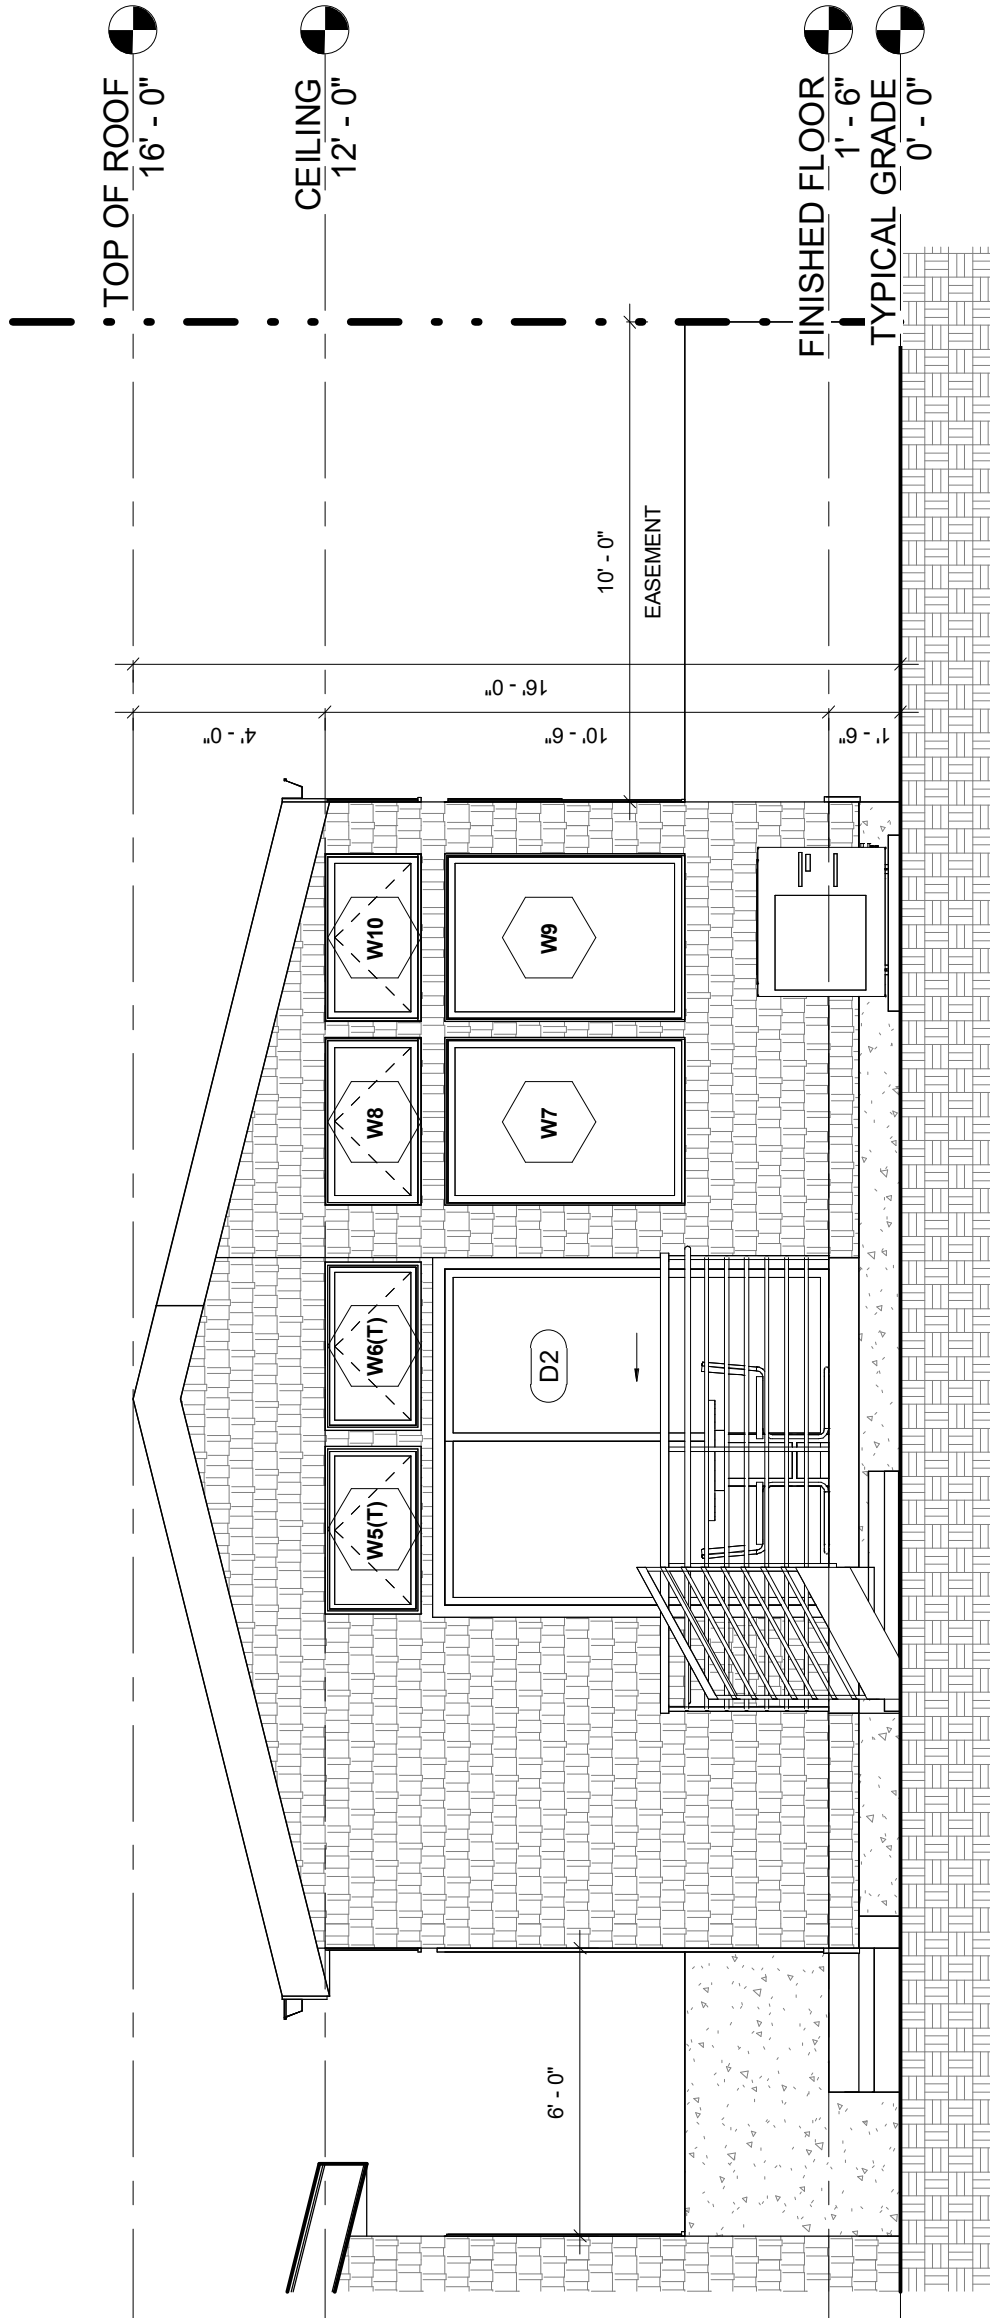 TOP OF ROOF
16' - 0"
CEILING
12' - 0"
FINISHED FLOOR
1' - 6"
TYPICAL GRADE
0' - 0"
10' - 0"
EASEMENT
16' - 0"
4' - 0"
10' - 6"
1' - 6"
W10
W9
W8
W7
W6(T)
D2
W5(T)
6' - 0"